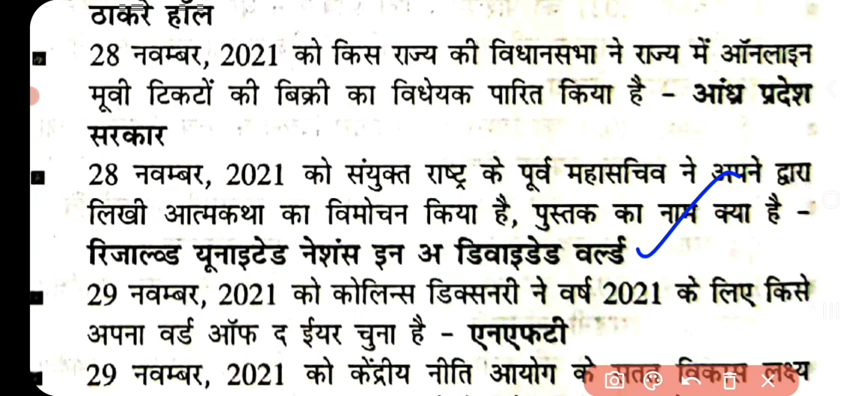 ठाकरे हॉल
28 नवम्बर, 2021 को किस राज्य की विधानसभा ने राज्य में ऑनलाइन
मूवी टिकटों की बिक्री का विधेयक पारित किया है – आंध्र प्रदेश
सरकार
28 नवम्बर, 2021 को संयुक्त राष्ट्र के पूर्व महासचिव ने अपने द्वारा
लिखी आत्मकथा का विमोचन किया है, पुस्तक का नाम क्या है –
रिजाल्व्ड यूनाइटेड नेशंस इन अ डिवाइडेड वर्ल्ड
29 नवम्बर, 2021 को कोलिन्स डिक्सनरी ने वर्ष 2021 के लिए किसे
अपना वर्ड ऑफ द ईयर चुना है – एनएफटी
29 नवम्बर, 2021 को केंद्रीय नीति आयोग के सतत विकास लक्ष्य